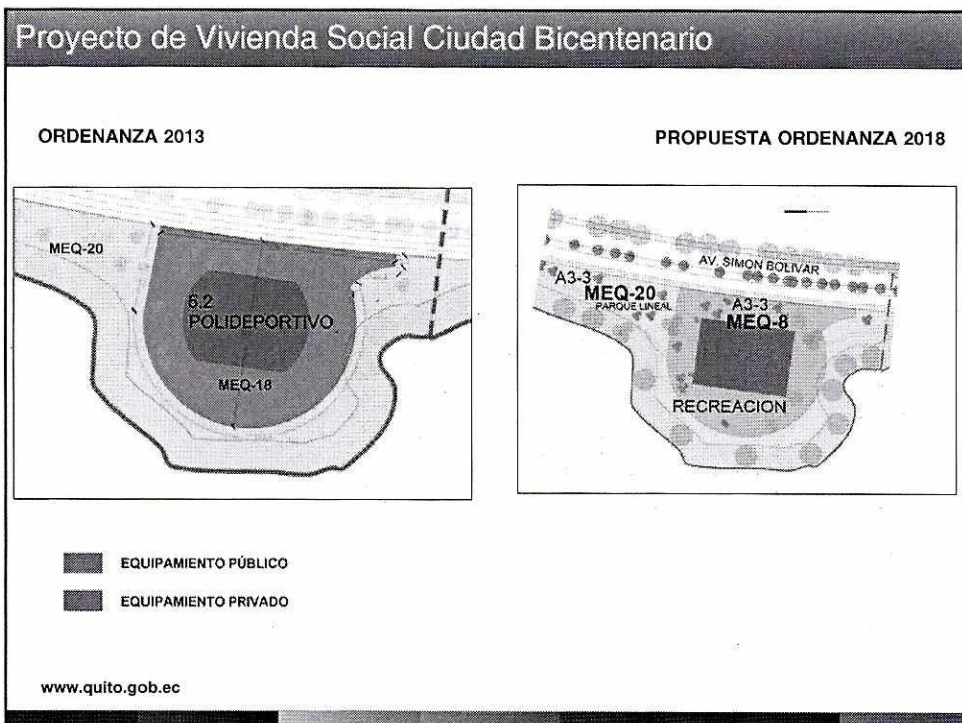 Proyecto de Vivienda Social Ciudad Bicentenario
ORDENANZA 2013
PROPUESTA ORDENANZA 2018
MEQ-20
6.2
POLIDEPORTIVO
MEQ-18
AV. SIMON BOLIVAR
A3-3
MEQ-20
PARQUE LINEAL
A3-3
MEQ-8
RECREACION
EQUIPAMIENTO PÚBLICO
EQUIPAMIENTO PRIVADO
www.quito.gob.ec